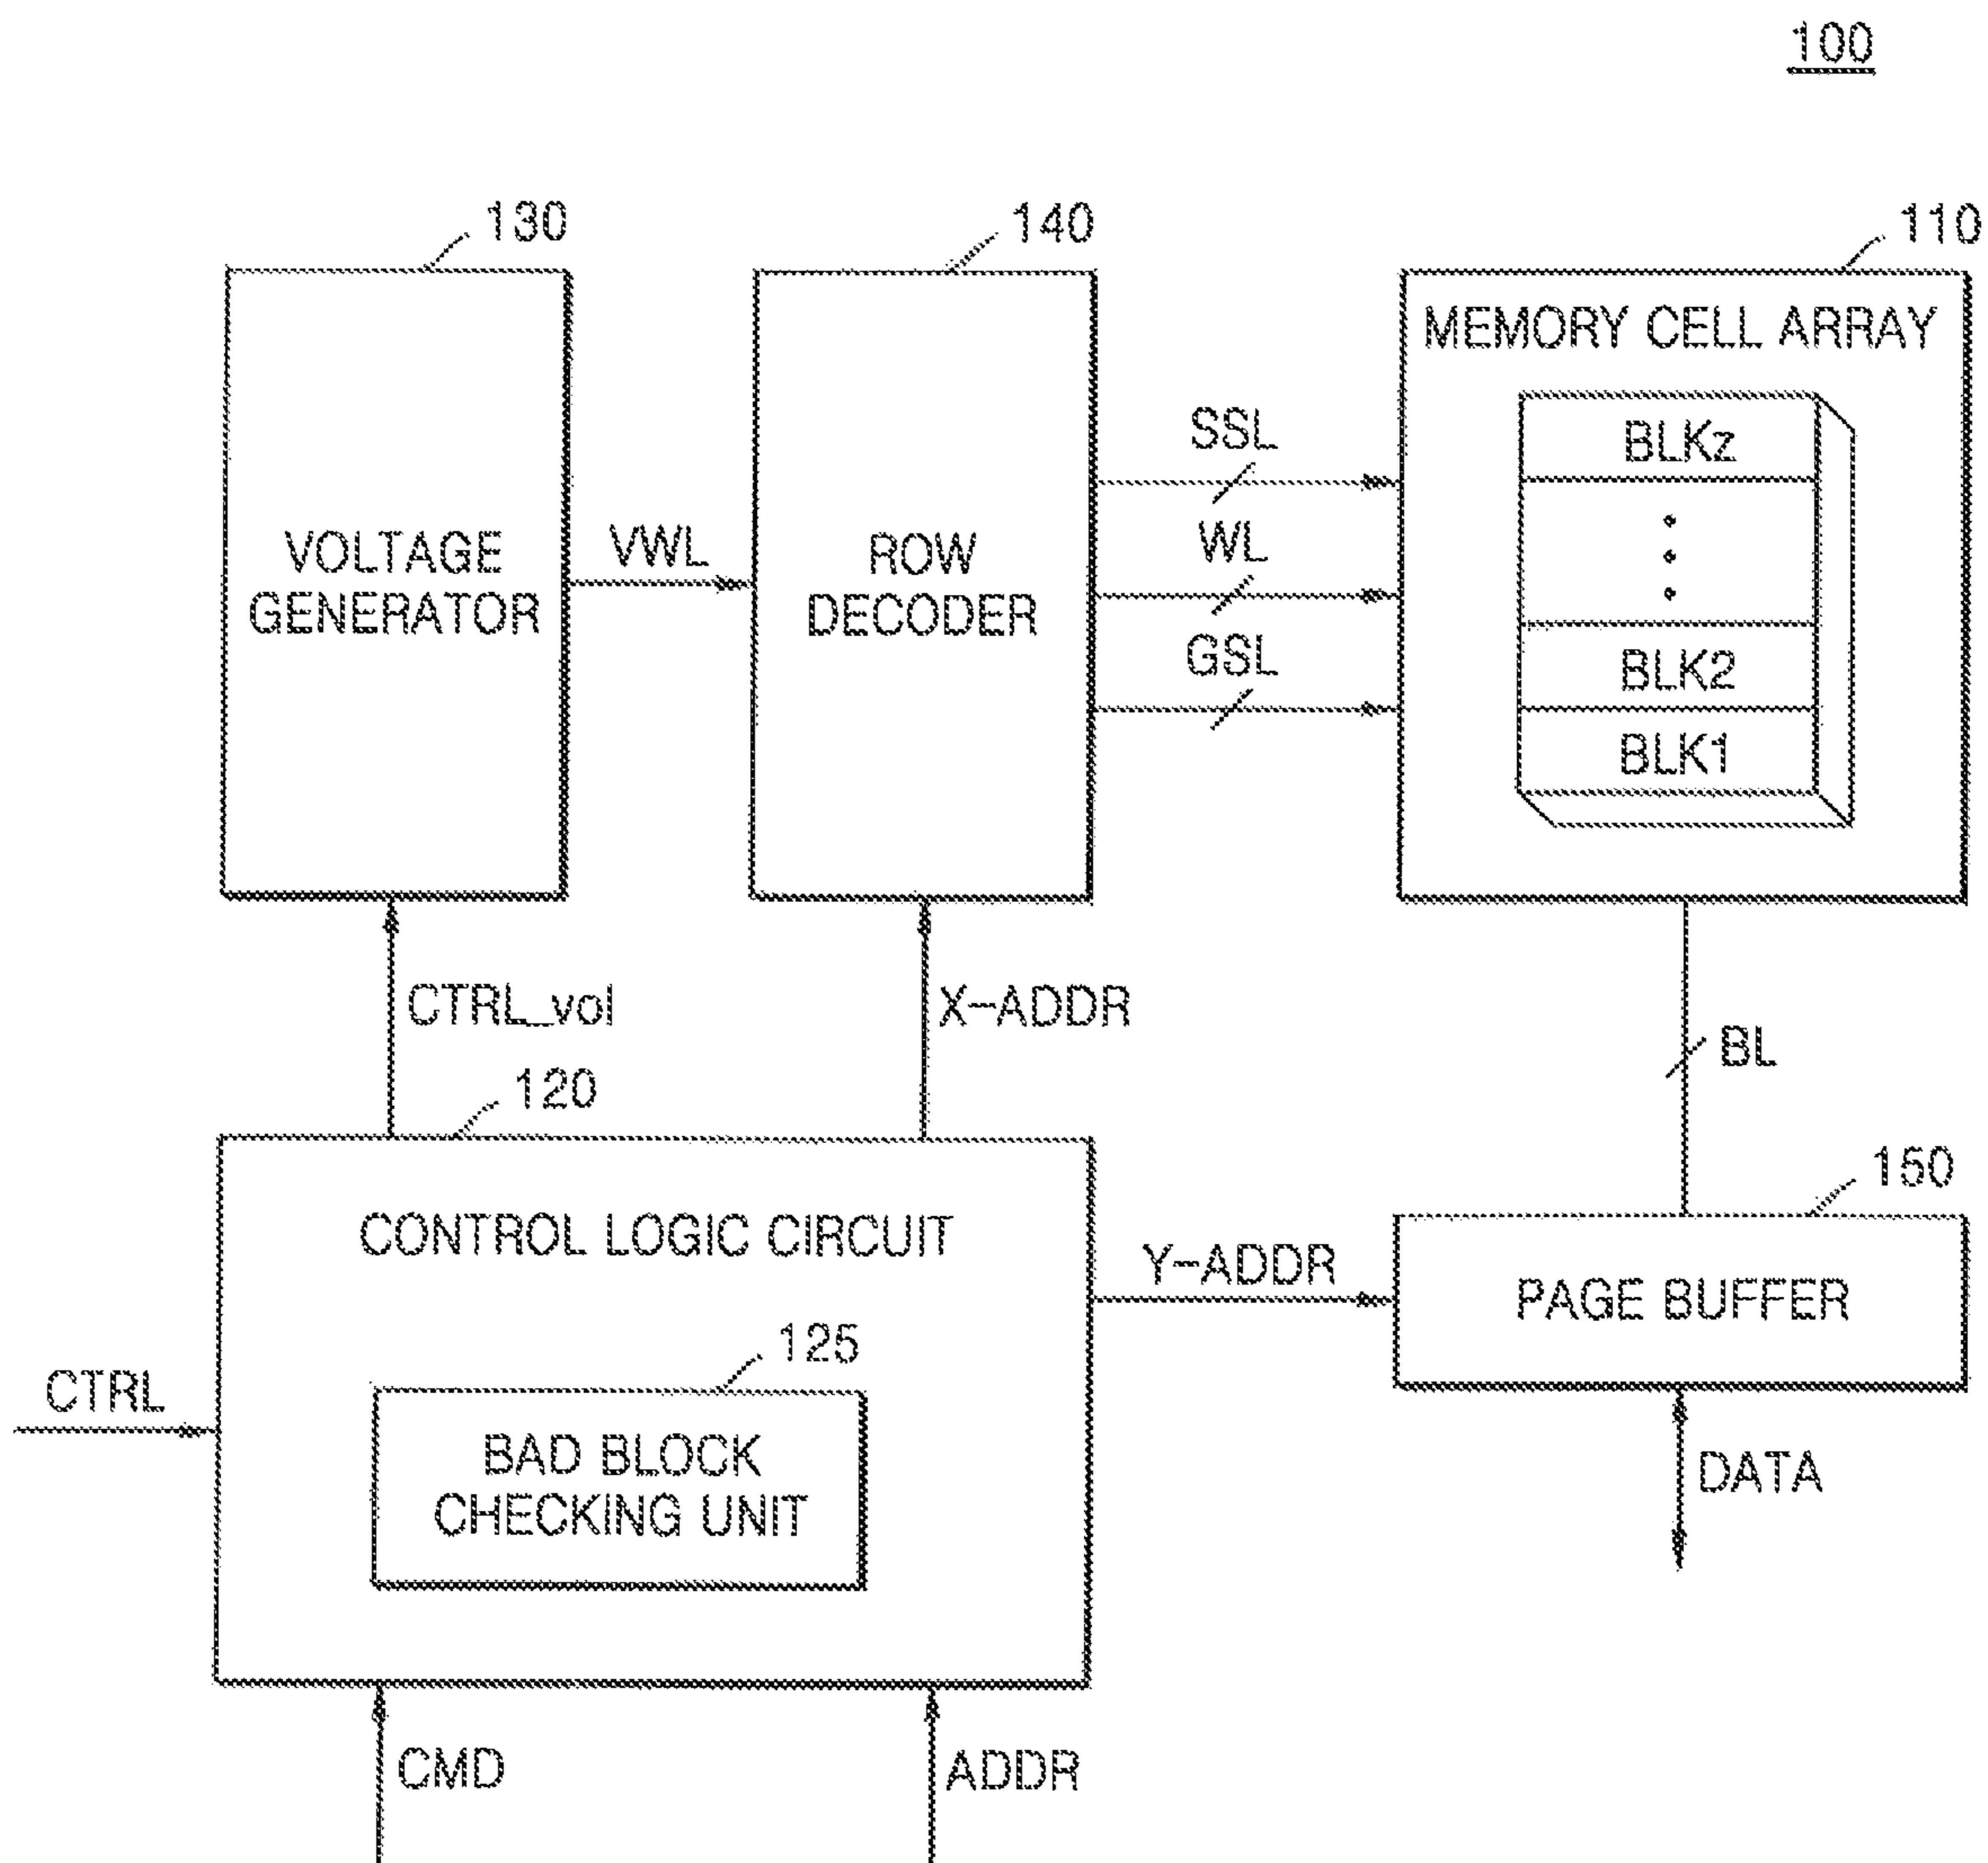 100
130
140
110
VOLTAGE
GENERATOR
VWL
ROW
DECODER
SSL
WL
GSL
MEMORY CELL ARRAY
BLKz
BLK2
BLK1
CTRL_vol
X-ADDR
BL
120
150
CONTROL LOGIC CIRCUIT
Y-ADDR
PAGE BUFFER
125
CTRL
BAD BLOCK
CHECKING UNIT
DATA
CMD
ADDR